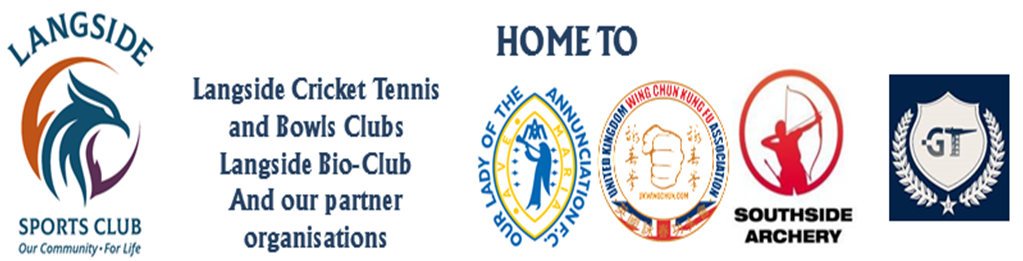 LANGSIDE
SPORTS CLUB
Our Community • For Life
Langside Cricket Tennis
and Bowls Clubs
Langside Bio-Club
And our partner
organisations
HOME TO
OUR LADY OF THE ANNUNCIATION F.C.
AVE MARIA
UNITED KINGDOM WING CHUN KUNG FU ASSOCIATION
UKWINGCHUN.COM
SOUTHSIDE
ARCHERY
GT